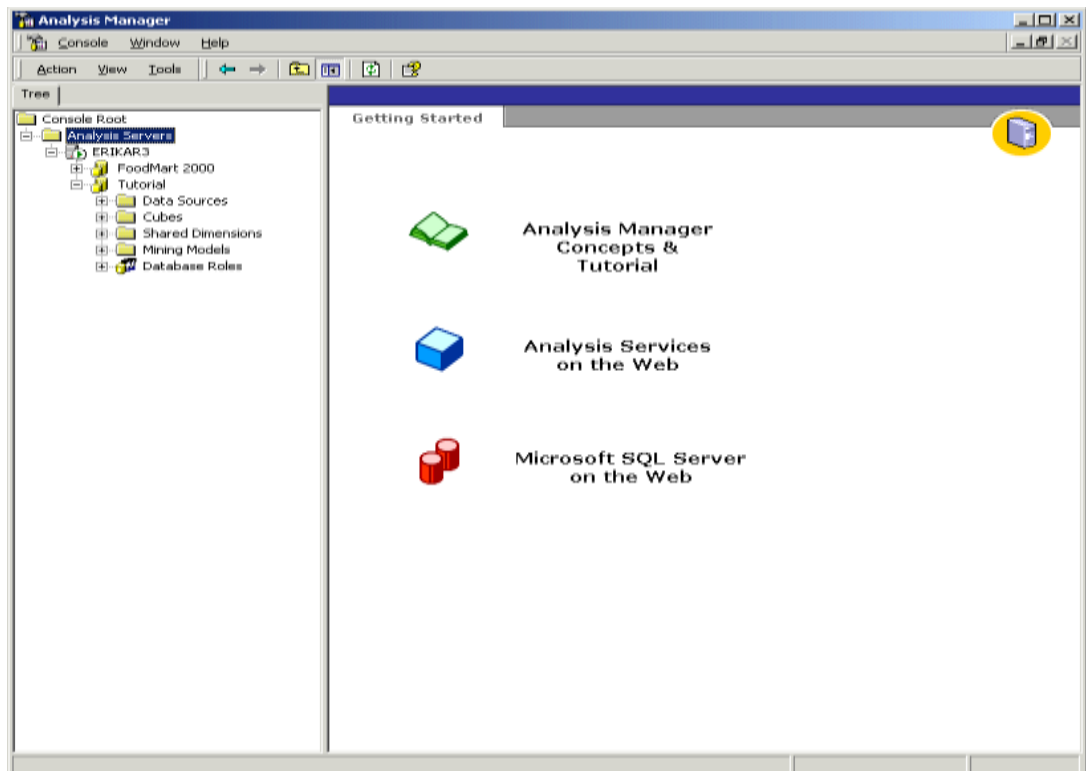 Analysis Manager
Console Window Help
Action View Tools
Tree
Console Root
Analysis Servers
ERIKAR3
FoodMart 2000
Tutorial
Data Sources
Cubes
Shared Dimensions
Mining Models
Database Roles
Getting Started
Analysis Manager
Concepts &
Tutorial
Analysis Services
on the Web
Microsoft SQL Server
on the Web